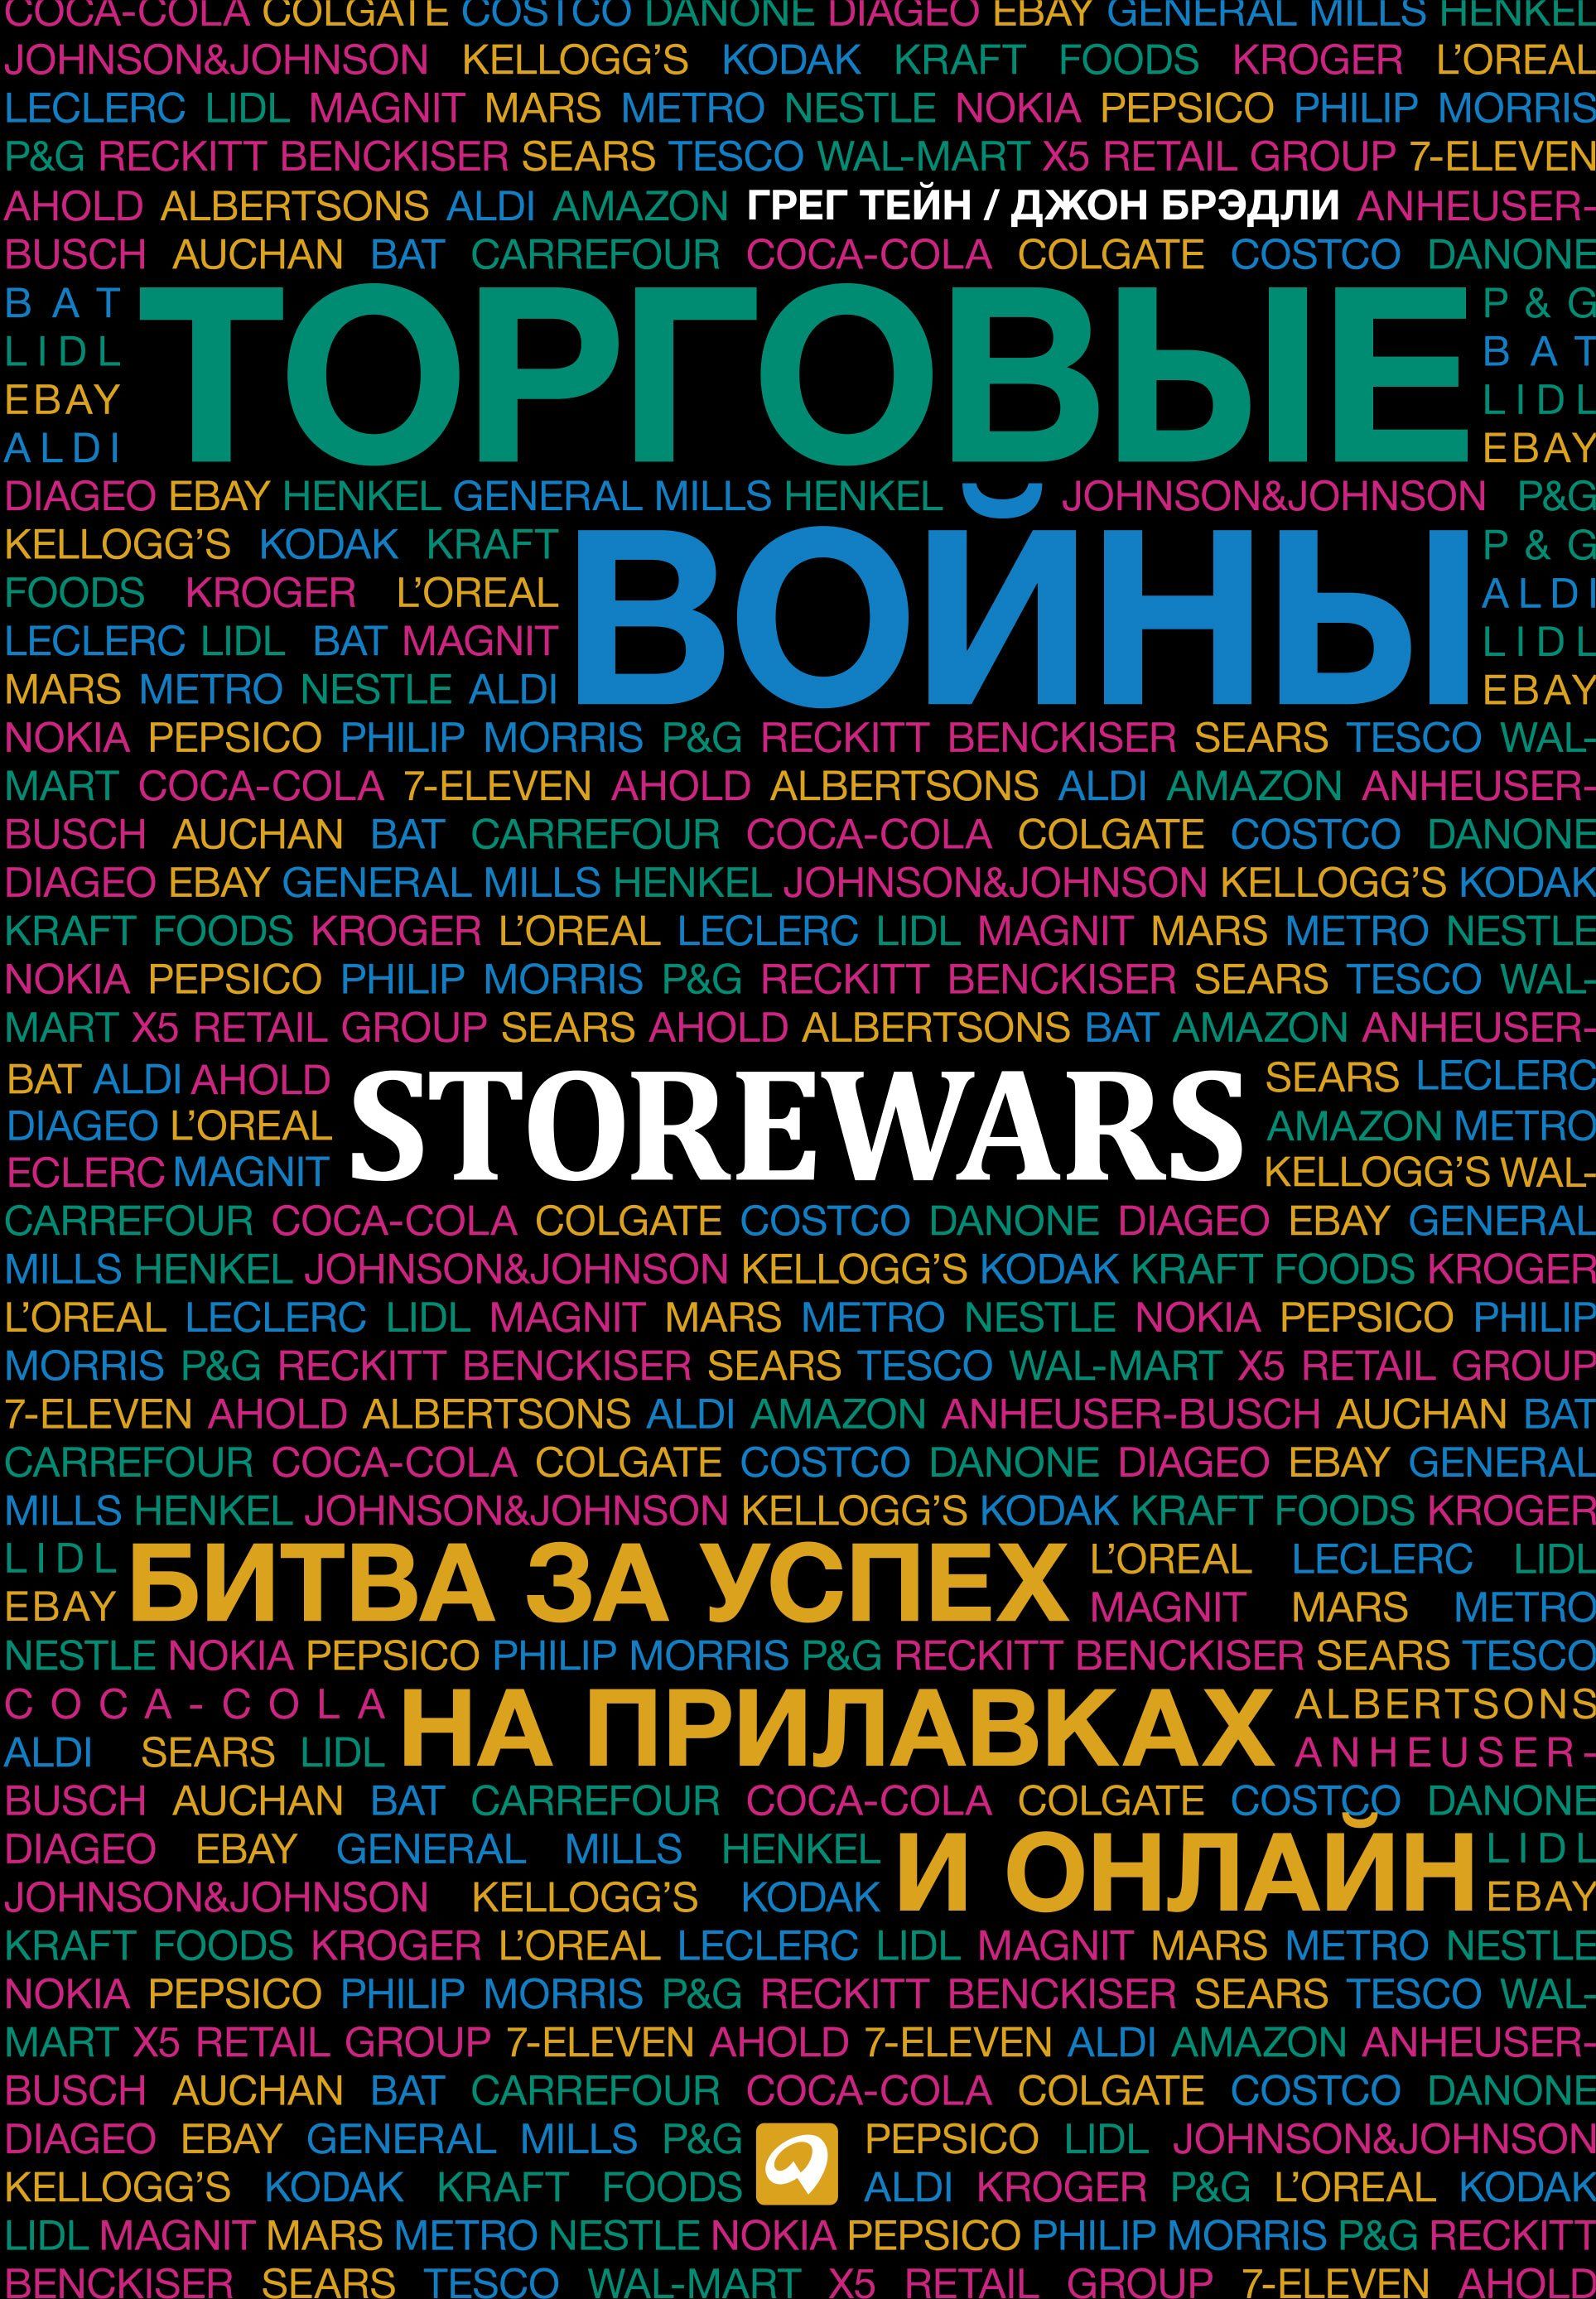 COCA-COLA COLGATE COSTCO DANONE DIAGEO EBAY GENERAL MILLS HENKEL
JOHNSON&JOHNSON KELLOGG'S KODAK KRAFT FOODS KROGER L'OREAL
LECLERC LIDL MAGNIT MARS METRO NESTLE NOKIA PEPSICO PHILIP MORRIS
P&G RECKITT BENCKISER SEARS TESCO WAL-MART X5 RETAIL GROUP 7-ELEVEN
AHOLD ALBERTSONS ALDI AMAZON ГРЕГ ТЕЙН / ДЖОН БРЭДЛИ ANHEUSER-
BUSCH AUCHAN BAT CARREFOUR COCA-COLA COLGATE COSTCO DANONE
BAT
LIDL
EBAY
ALDI
ТОРГОВЫЕ
P & G
BAT
LIDL
EBAY
DIAGEO EBAY HENKEL GENERAL MILLS HENKEL JOHNSON&JOHNSON P&G
KELLOGG'S KODAK KRAFT
FOODS KROGER L'OREAL
LECLERC LIDL BAT MAGNIT
MARS METRO NESTLE ALDI
ВОЙНЫ
P & G
ALDI
LIDL
EBAY
NOKIA PEPSICO PHILIP MORRIS P&G RECKITT BENCKISER SEARS TESCO WAL-
MART COCA-COLA 7-ELEVEN AHOLD ALBERTSONS ALDI AMAZON ANHEUSER-
BUSCH AUCHAN BAT CARREFOUR COCA-COLA COLGATE COSTCO DANONE
DIAGEO EBAY GENERAL MILLS HENKEL JOHNSON&JOHNSON KELLOGG'S KODAK
KRAFT FOODS KROGER L'OREAL LECLERC LIDL MAGNIT MARS METRO NESTLE
NOKIA PEPSICO PHILIP MORRIS P&G RECKITT BENCKISER SEARS TESCO WAL-
MART X5 RETAIL GROUP SEARS AHOLD ALBERTSONS BAT AMAZON ANHEUSER-
BAT ALDI AHOLD
DIAGEO L'OREAL
ECLERC MAGNIT
STOREWARS
SEARS LECLERC
AMAZON METRO
KELLOGG'S WAL-
CARREFOUR COCA-COLA COLGATE COSTCO DANONE DIAGEO EBAY GENERAL
MILLS HENKEL JOHNSON&JOHNSON KELLOGG'S KODAK KRAFT FOODS KROGER
L'OREAL LECLERC LIDL MAGNIT MARS METRO NESTLE NOKIA PEPSICO PHILIP
MORRIS P&G RECKITT BENCKISER SEARS TESCO WAL-MART X5 RETAIL GROUP
7-ELEVEN AHOLD ALBERTSONS ALDI AMAZON ANHEUSER-BUSCH AUCHAN BAT
CARREFOUR COCA-COLA COLGATE COSTCO DANONE DIAGEO EBAY GENERAL
MILLS HENKEL JOHNSON&JOHNSON KELLOGG'S KODAK KRAFT FOODS KROGER
LIDL
EBAY
БИТВА ЗА УСПЕХ
L'OREAL LECLERC LIDL
MAGNIT MARS METRO
NESTLE NOKIA PEPSICO PHILIP MORRIS P&G RECKITT BENCKISER SEARS TESCO
COCA-COLA
ALDI SEARS LIDL
НА ПРИЛАВКАХ
ALBERTSONS
ANHEUSER-
BUSCH AUCHAN BAT CARREFOUR COCA-COLA COLGATE COSTCO DANONE
DIAGEO EBAY GENERAL MILLS HENKEL
JOHNSON&JOHNSON KELLOGG'S KODAK
И ОНЛАЙН
LIDL
EBAY
KRAFT FOODS KROGER L'OREAL LECLERC LIDL MAGNIT MARS METRO NESTLE
NOKIA PEPSICO PHILIP MORRIS P&G RECKITT BENCKISER SEARS TESCO WAL-
MART X5 RETAIL GROUP 7-ELEVEN AHOLD 7-ELEVEN ALDI AMAZON ANHEUSER-
BUSCH AUCHAN BAT CARREFOUR COCA-COLA COLGATE COSTCO DANONE
DIAGEO EBAY GENERAL MILLS P&G PEPSICO LIDL JOHNSON&JOHNSON
KELLOGG'S KODAK KRAFT FOODS ALDI KROGER P&G L'OREAL KODAK
LIDL MAGNIT MARS METRO NESTLE NOKIA PEPSICO PHILIP MORRIS P&G RECKITT
BENCKISER SEARS TESCO WAL-MART X5 RETAIL GROUP 7-ELEVEN AHOLD